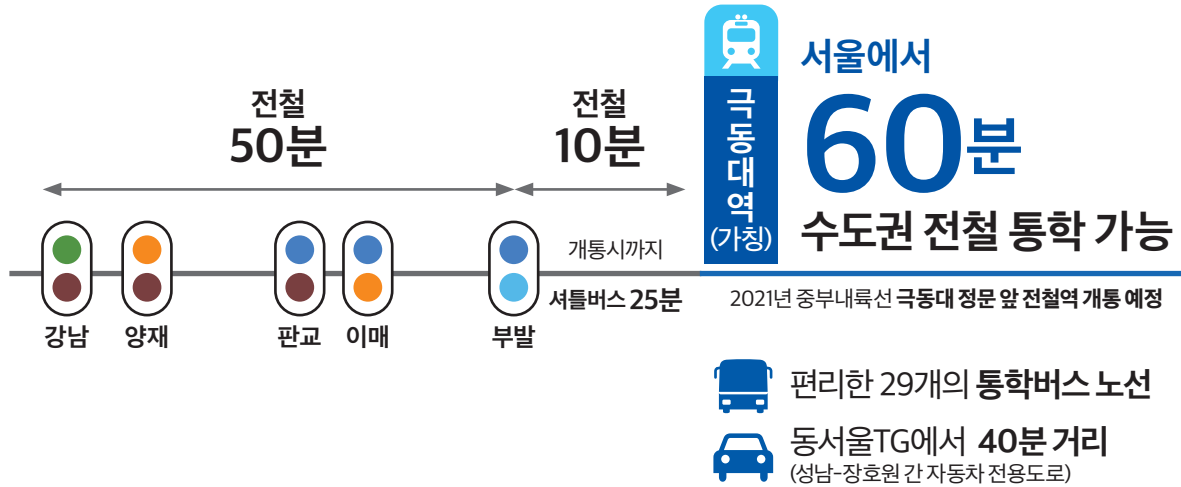 전철
50분
전철
10분
극동대역
(가칭)
서울에서
60분
수도권 전철 통학 가능
개통시까지
셔틀버스 25분
강남
양재
판교
이매
부발
2021년 중부내륙선 극동대 정문 앞 전철역 개통 예정
편리한 29개의 통학버스 노선
동서울TG에서 40분 거리
(성남-장호원 간 자동차 전용도로)